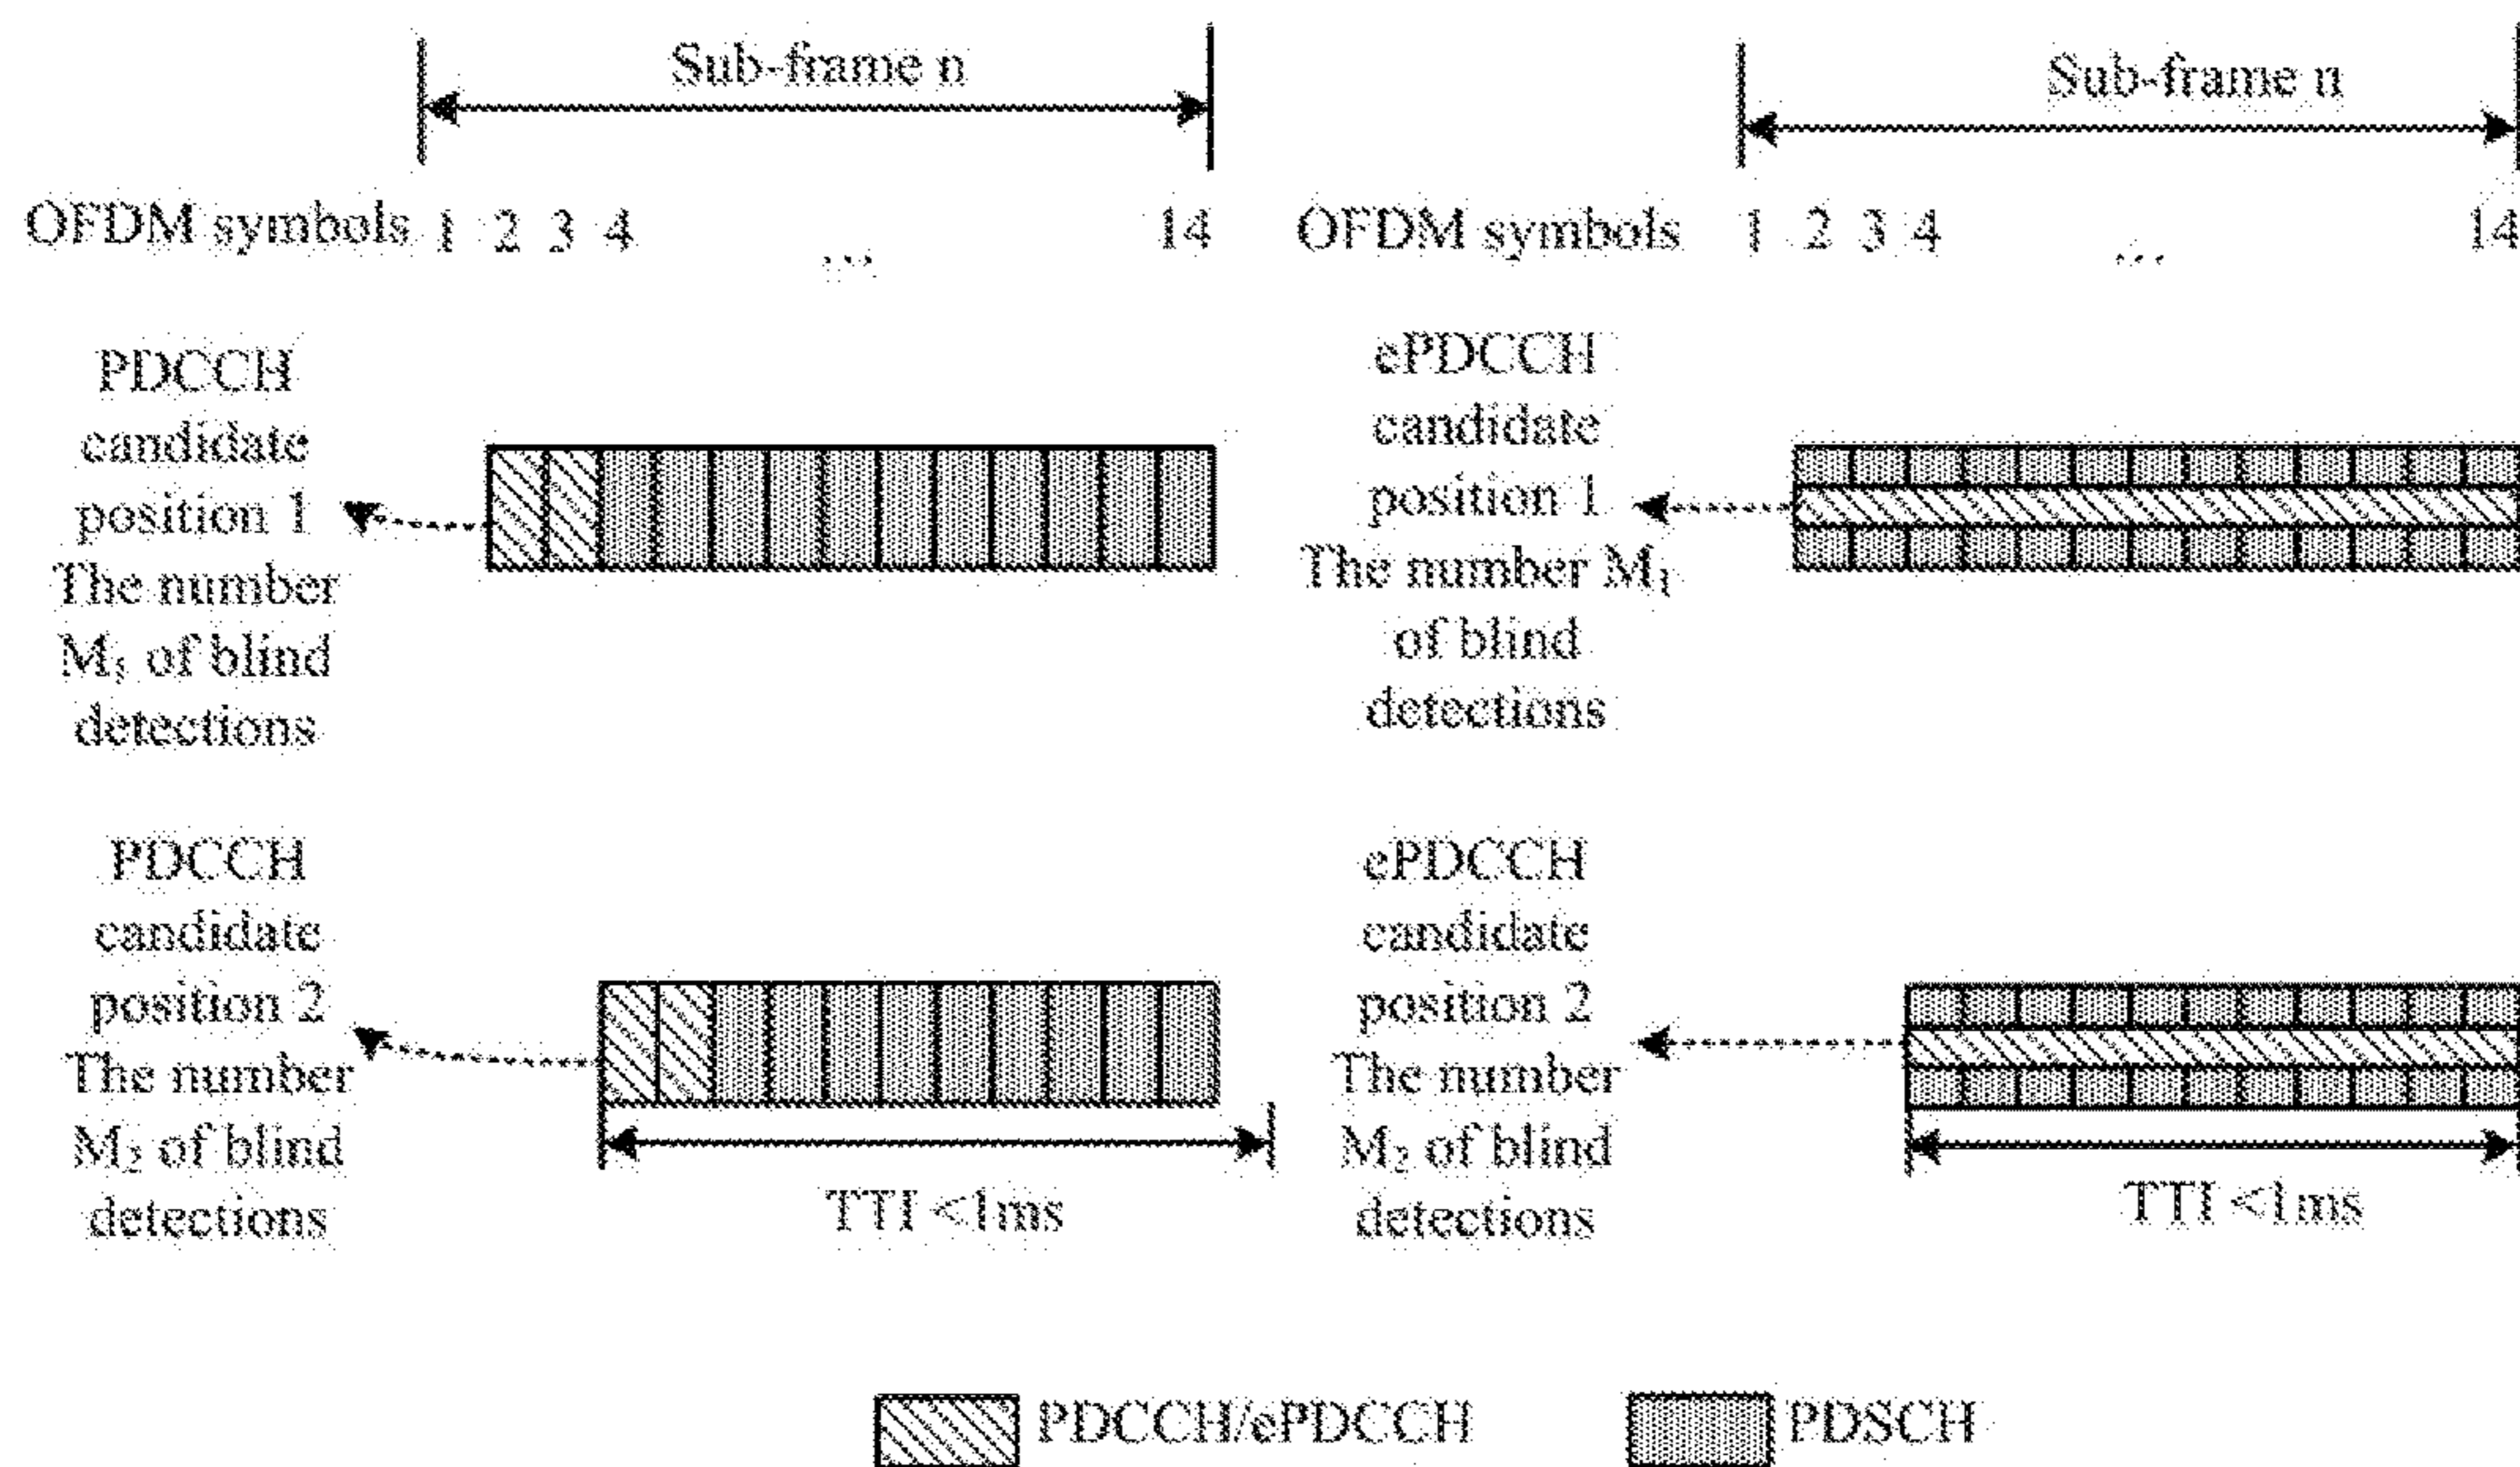 Sub-frame n
OFDM symbols 1 2 3 4 ... 14
PDCCH
candidate
position 1
The number
M₁ of blind
detections
PDCCH
candidate
position 2
The number
M₂ of blind
detections
TTI <1ms
Sub-frame n
OFDM symbols 1 2 3 4 ... 14
ePDCCH
candidate
position 1
The number M₁
of blind
detections
ePDCCH
candidate
position 2
The number
M₂ of blind
detections
TTI <1ms
PDCCH/ePDCCH
PDSCH